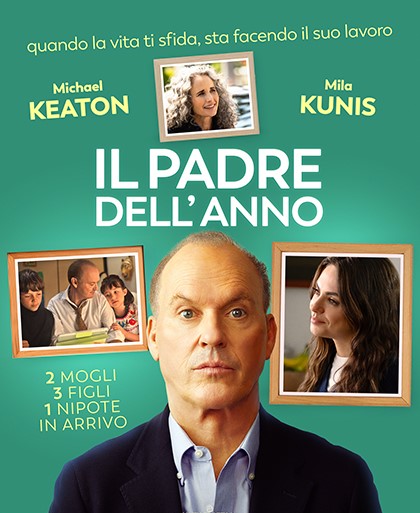 quando la vita ti sfida, sta facendo il suo lavoro
Michael
KEATON
Mila
KUNIS
IL PADRE
DELL'ANNO
2 MOGLI
3 FIGLI
1 NIPOTE
IN ARRIVO